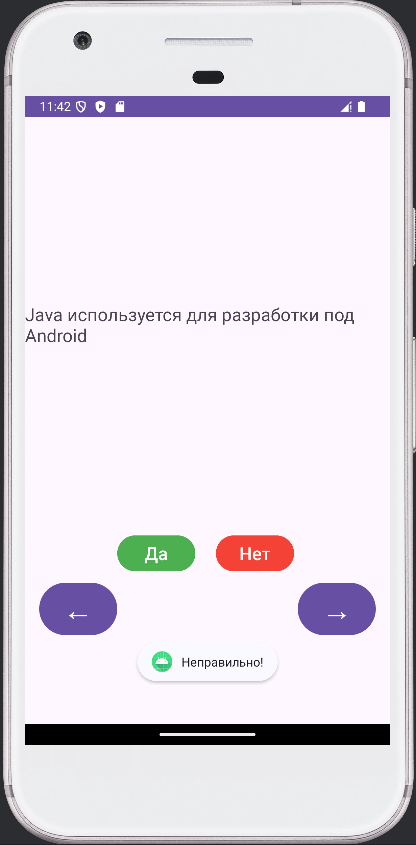 11:42
Java используется для разработки под
Android
Да
Нет
←
→
Неправильно!